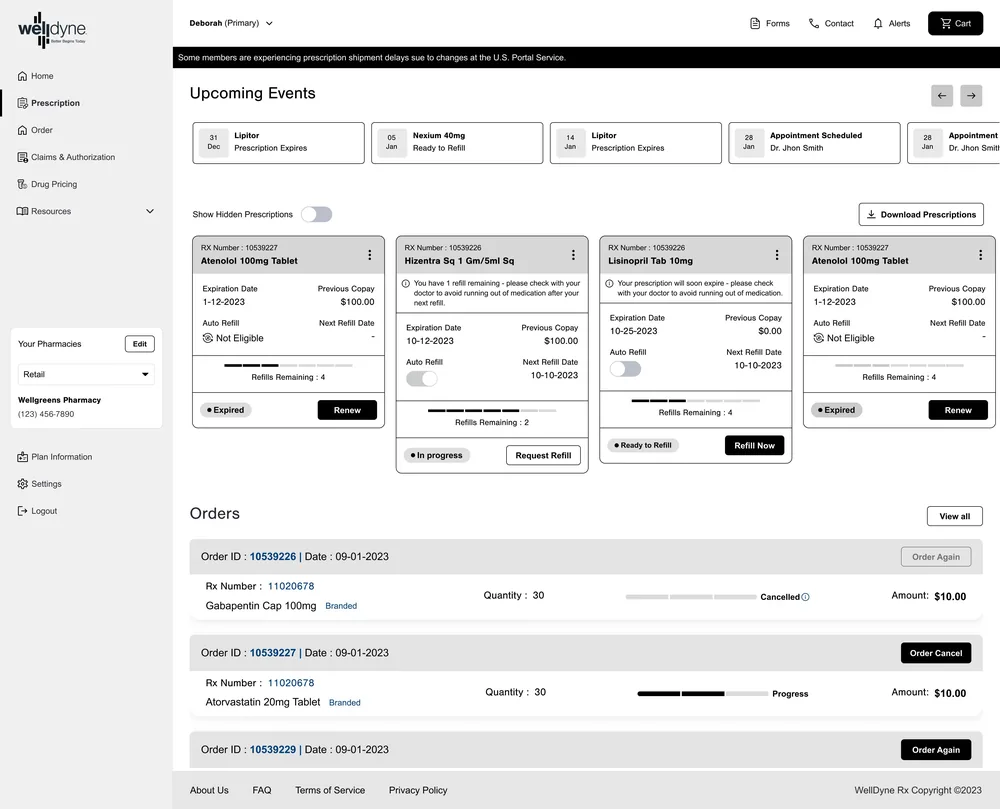 welldyne
Better Begins Today
Home
Prescription
Order
Claims & Authorization
Drug Pricing
Resources
Your Pharmacies
Edit
Retail
Wellgreens Pharmacy
(123) 456-7890
Plan Information
Settings
Logout
Deborah (Primary)
Forms
Contact
Alerts
Cart
Some members are experiencing prescription shipment delays sue to changes at the U.S. Portal Service.
Upcoming Events
31 Dec
Lipitor
Prescription Expires
05 Jan
Nexium 40mg
Ready to Refill
14 Jan
Lipitor
Prescription Expires
28 Jan
Appointment Scheduled
Dr. Jhon Smith
28 Jan
Appointment
Dr. Jhon Smith
Show Hidden Prescriptions
Download Prescriptions
RX Number : 10539227
Atenolol 100mg Tablet
Expiration Date
Previous Copay
1-12-2023
$100.00
Auto Refill
Next Refill Date
Not Eligible
-
Refills Remaining : 4
Expired
Renew
RX Number : 10539226
Hizentra Sq 1 Gm/5ml Sq
You have 1 refill remaining - please check with your
doctor to avoid running out of medication after your
next refill.
Expiration Date
Previous Copay
10-12-2023
$100.00
Auto Refill
Next Refill Date
10-10-2023
Refills Remaining : 2
In progress
Request Refill
RX Number : 10539226
Lisinopril Tab 10mg
Your prescription will soon expire - please check
with your doctor to avoid running out of medication.
Expiration Date
Previous Copay
10-25-2023
$0.00
Auto Refill
Next Refill Date
10-10-2023
Refills Remaining : 4
Ready to Refill
Refill Now
RX Number : 10539227
Atenolol 100mg Tablet
Expiration Date
Previous Copay
1-12-2023
$100.00
Auto Refill
Next Refill Date
Not Eligible
-
Refills Remaining : 4
Expired
Renew
Orders
View all
Order ID : 10539226 | Date : 09-01-2023
Order Again
Rx Number : 11020678
Gabapentin Cap 100mg Branded
Quantity : 30
Cancelled
Amount: $10.00
Order ID : 10539227 | Date : 09-01-2023
Order Cancel
Rx Number : 11020678
Atorvastatin 20mg Tablet Branded
Quantity : 30
Progress
Amount: $10.00
Order ID : 10539229 | Date : 09-01-2023
Order Again
About Us
FAQ
Terms of Service
Privacy Policy
WellDyne Rx Copyright ©2023